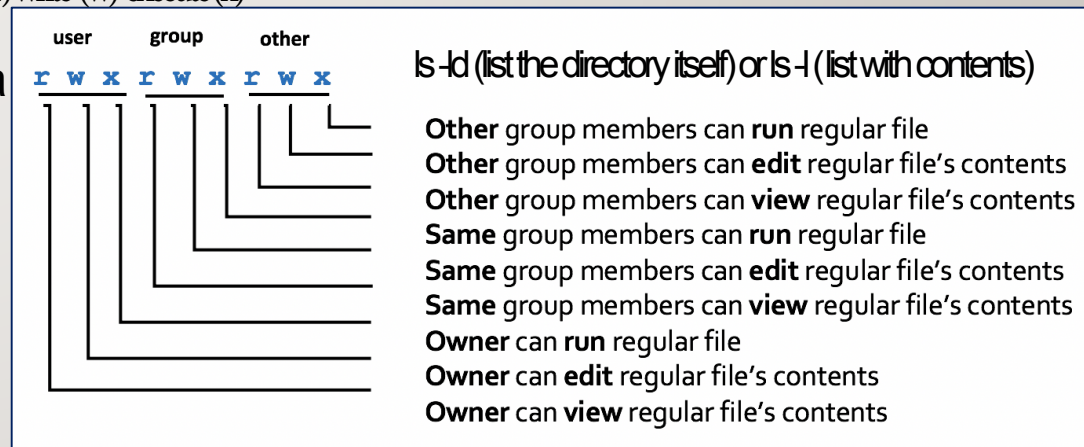 user group other
r w x r w x r w x
ls -ld (list the directory itself) or ls -l (list with contents)
Other group members can run regular file
Other group members can edit regular file's contents
Other group members can view regular file's contents
Same group members can run regular file
Same group members can edit regular file's contents
Same group members can view regular file's contents
Owner can run regular file
Owner can edit regular file's contents
Owner can view regular file's contents